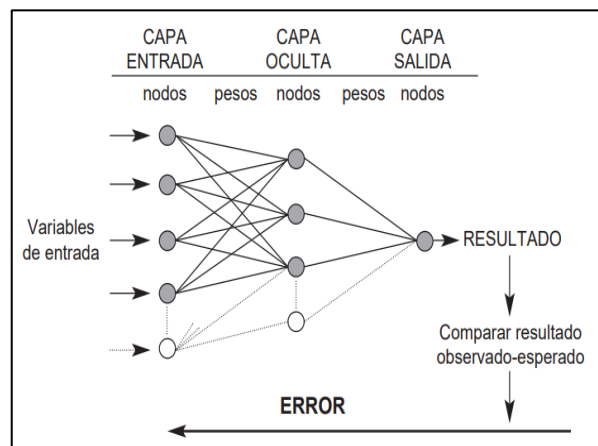 CAPA CAPA CAPA
ENTRADA OCULTA SALIDA
nodos pesos nodos pesos nodos
Variables
de entrada
RESULTADO
Comparar resultado
observado-esperado
ERROR